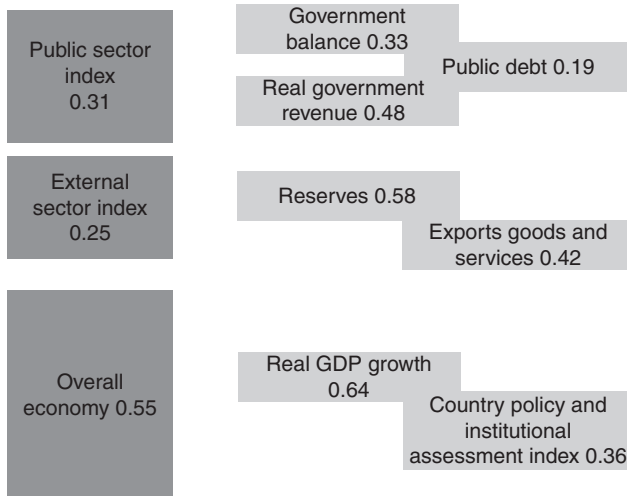 Public sector
index
0.31
Government
balance 0.33
Public debt 0.19
Real government
revenue 0.48
External
sector index
0.25
Reserves 0.58
Exports goods and
services 0.42
Overall
economy 0.55
Real GDP growth
0.64
Country policy and
institutional
assessment index 0.36